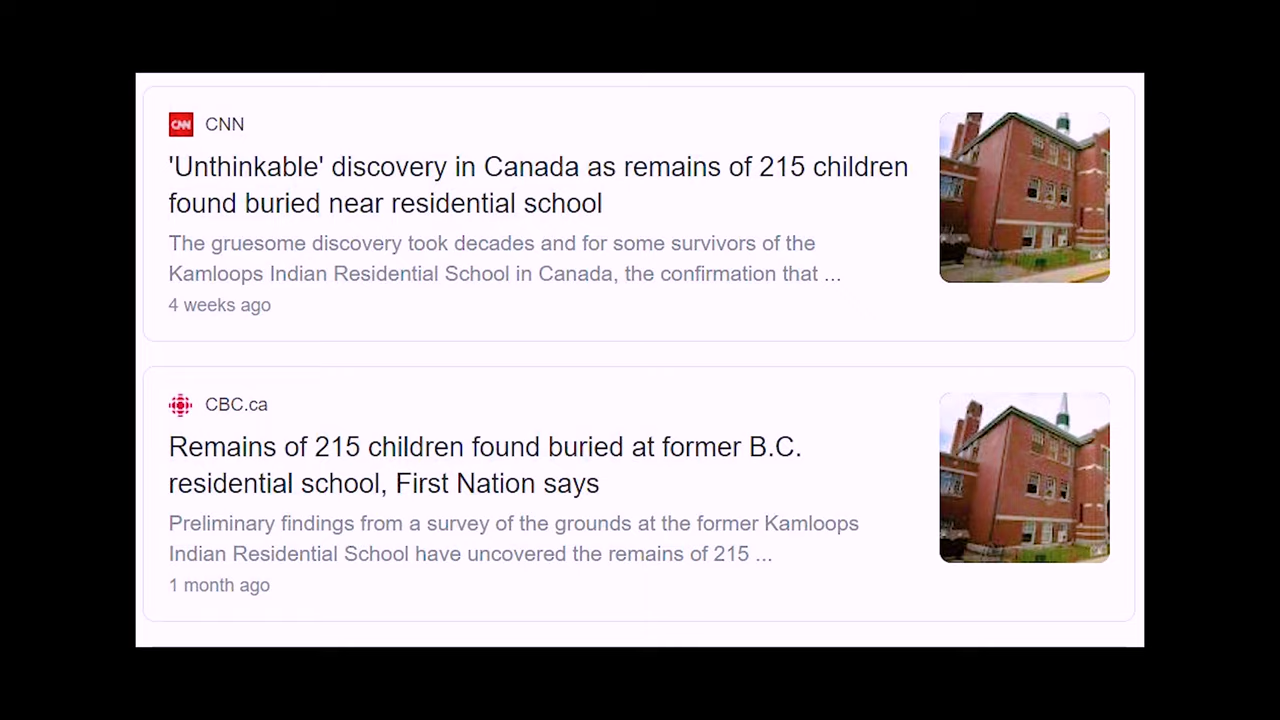 CNN
CNN
'Unthinkable' discovery in Canada as remains of 215 children
found buried near residential school
The gruesome discovery took decades and for some survivors of the
Kamloops Indian Residential School in Canada, the confirmation that ...
4 weeks ago
CBC.ca
Remains of 215 children found buried at former B.C.
residential school, First Nation says
Preliminary findings from a survey of the grounds at the former Kamloops
Indian Residential School have uncovered the remains of 215 ...
1 month ago